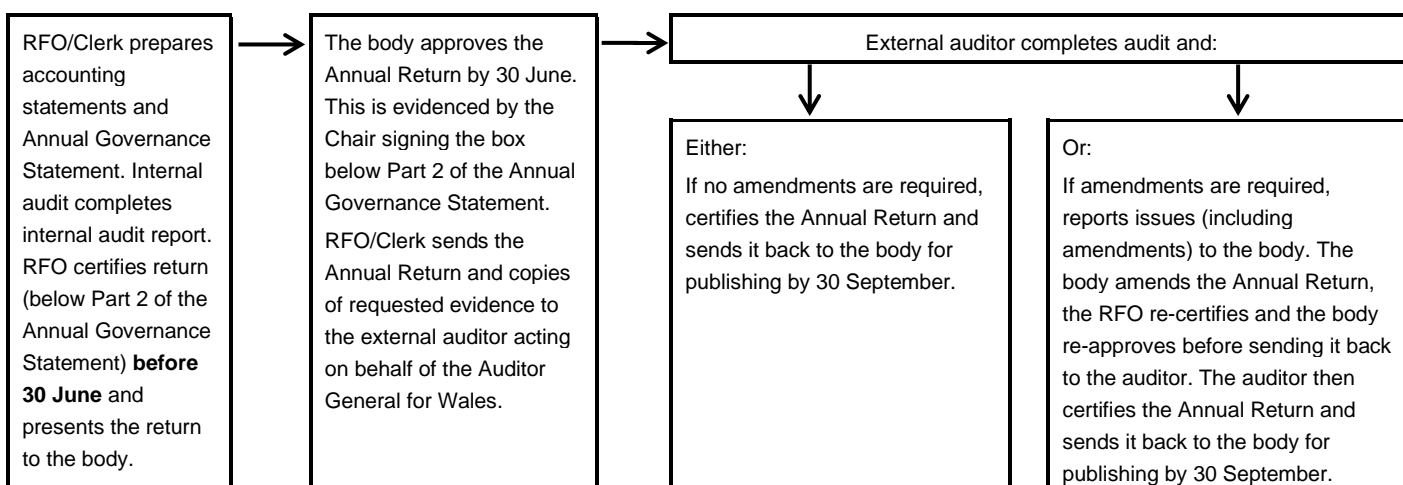 RFO/Clerk prepares
accounting
statements and
Annual Governance
Statement. Internal
audit completes
internal audit report.
RFO certifies return
(below Part 2 of the
Annual Governance
Statement) before
30 June and
presents the return
to the body.
The body approves the
Annual Return by 30 June.
This is evidenced by the
Chair signing the box
below Part 2 of the Annual
Governance Statement.
RFO/Clerk sends the
Annual Return and copies
of requested evidence to
the external auditor acting
on behalf of the Auditor
General for Wales.
External auditor completes audit and:
Either:
If no amendments are required,
certifies the Annual Return and
sends it back to the body for
publishing by 30 September.
Or:
If amendments are required,
reports issues (including
amendments) to the body. The
body amends the Annual Return,
the RFO re-certifies and the body
re-approves before sending it back
to the auditor. The auditor then
certifies the Annual Return and
sends it back to the body for
publishing by 30 September.